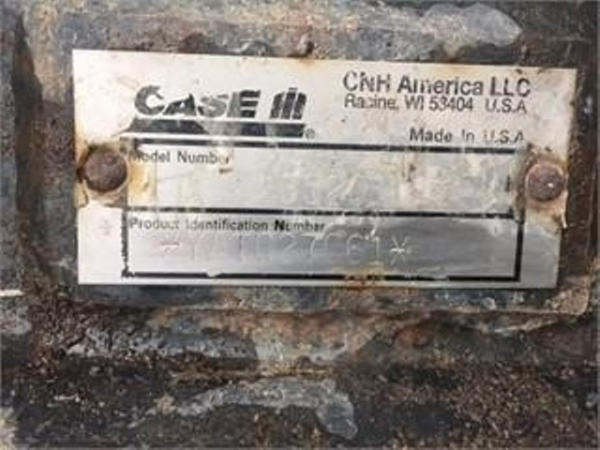 CASE IH
®
CNH America LLC
Racine, WI 53404 U.S.A
Made In U.S.A
Model Number
Product Identification Number